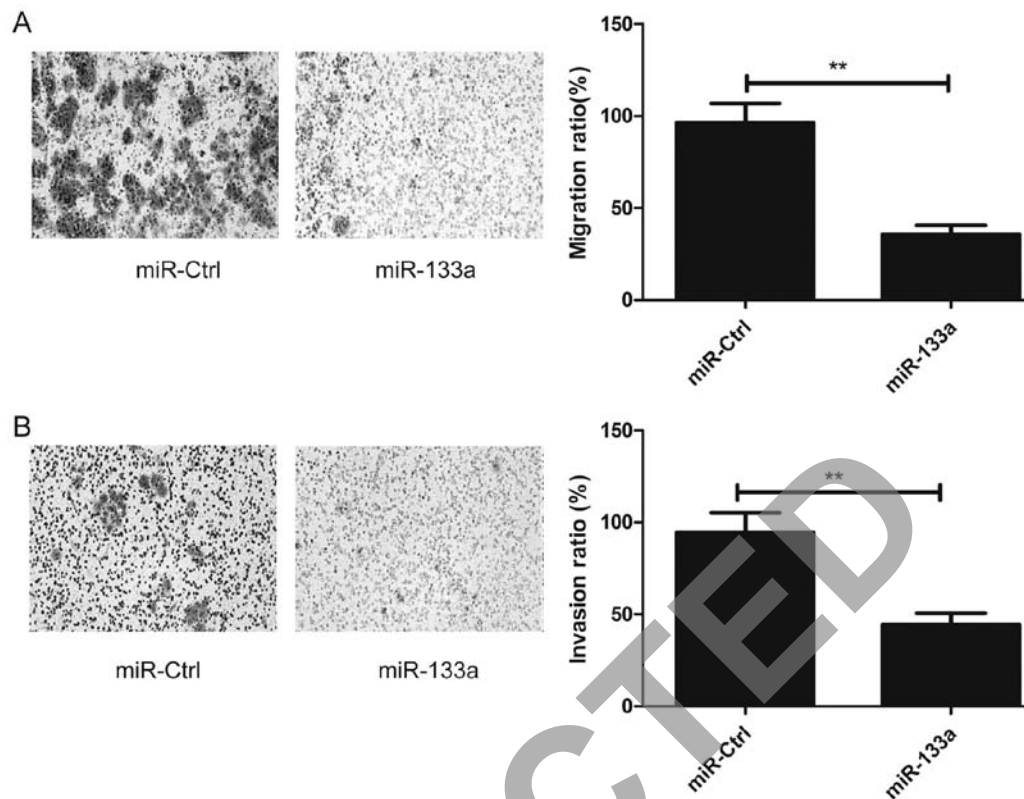 A
miR-Ctrl
miR-133a
Migration ratio(%)
150
100
50
0
**
miR-Ctrl
miR-133a
B
miR-Ctrl
miR-133a
Invasion ratio (%)
150
100
50
0
**
miR-Ctrl
miR-133a
CTED